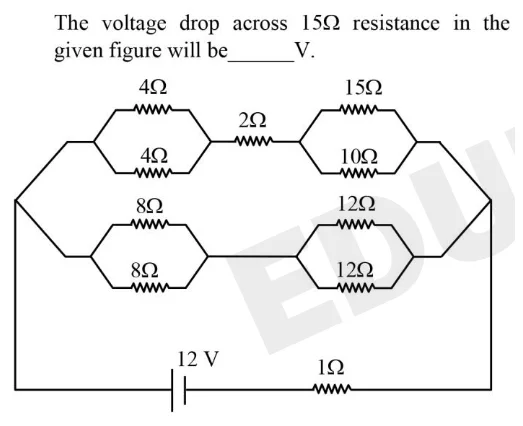 The voltage drop across 15Ω resistance in the
given figure will be______V.
4Ω 15Ω
2Ω
4Ω 10Ω
8Ω 12Ω
8Ω 12Ω
12 V 1Ω
EDU